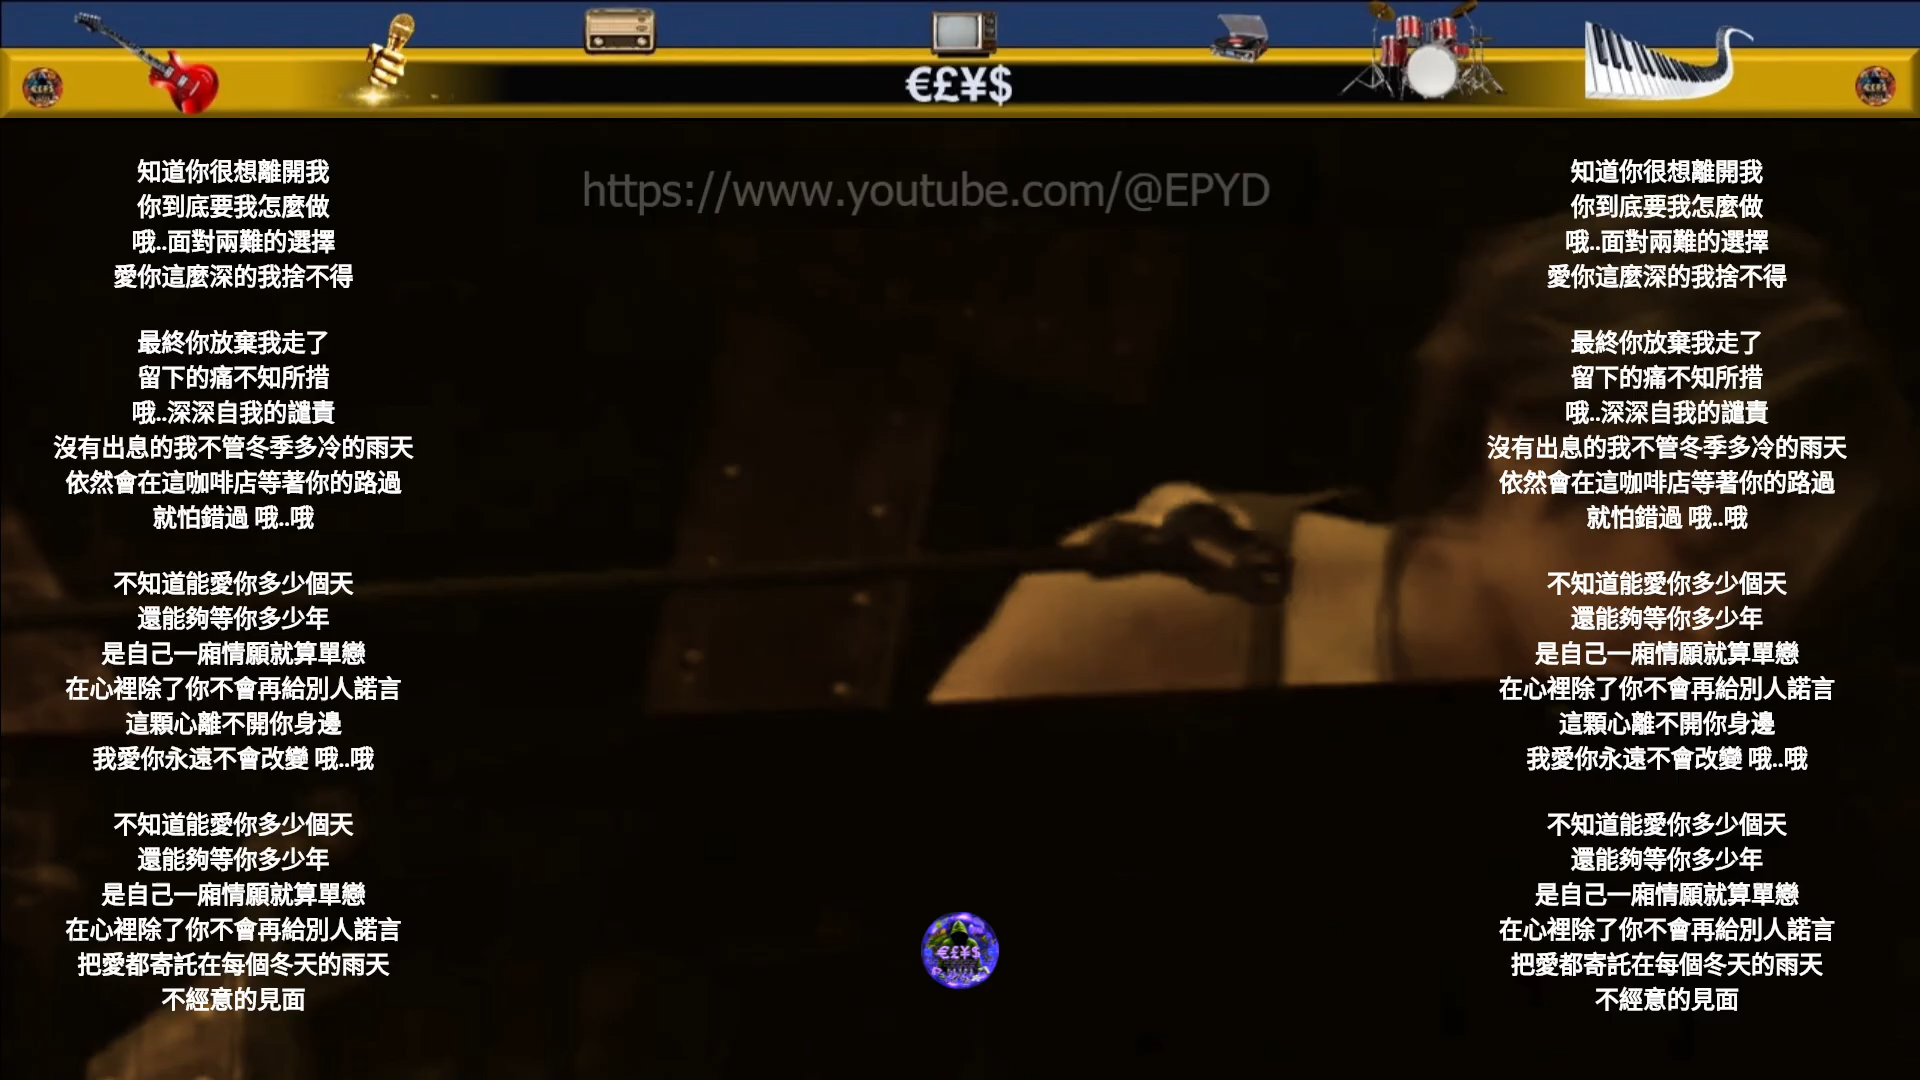 €£¥$
https://www.youtube.com/@EPYD
知道你很想離開我
你到底要我怎麼做
哦..面對兩難的選擇
愛你這麼深的我捨不得
最終你放棄我走了
留下的痛不知所措
哦..深深自我的譴責
沒有出息的我不管冬季多冷的雨天
依然會在這咖啡店等著你的路過
就怕錯過 哦..哦
不知道能愛你多少個天
還能夠等你多少年
是自己一廂情願就算單戀
在心裡除了你不會再給別人諾言
這顆心離不開你身邊
我愛你永遠不會改變 哦..哦
不知道能愛你多少個天
還能夠等你多少年
是自己一廂情願就算單戀
在心裡除了你不會再給別人諾言
把愛都寄託在每個冬天的雨天
不經意的見面
知道你很想離開我
你到底要我怎麼做
哦..面對兩難的選擇
愛你這麼深的我捨不得
最終你放棄我走了
留下的痛不知所措
哦..深深自我的譴責
沒有出息的我不管冬季多冷的雨天
依然會在這咖啡店等著你的路過
就怕錯過 哦..哦
不知道能愛你多少個天
還能夠等你多少年
是自己一廂情願就算單戀
在心裡除了你不會再給別人諾言
這顆心離不開你身邊
我愛你永遠不會改變 哦..哦
不知道能愛你多少個天
還能夠等你多少年
是自己一廂情願就算單戀
在心裡除了你不會再給別人諾言
把愛都寄託在每個冬天的雨天
不經意的見面
€£¥$